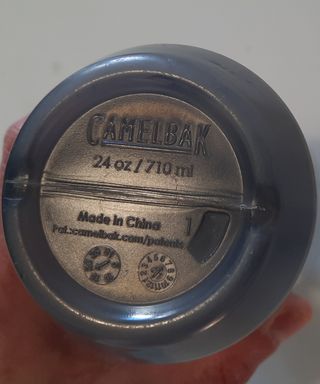 CAMELBAK
24 oz / 710 ml
Made in China 1
Pat.:camelbak.com/patents